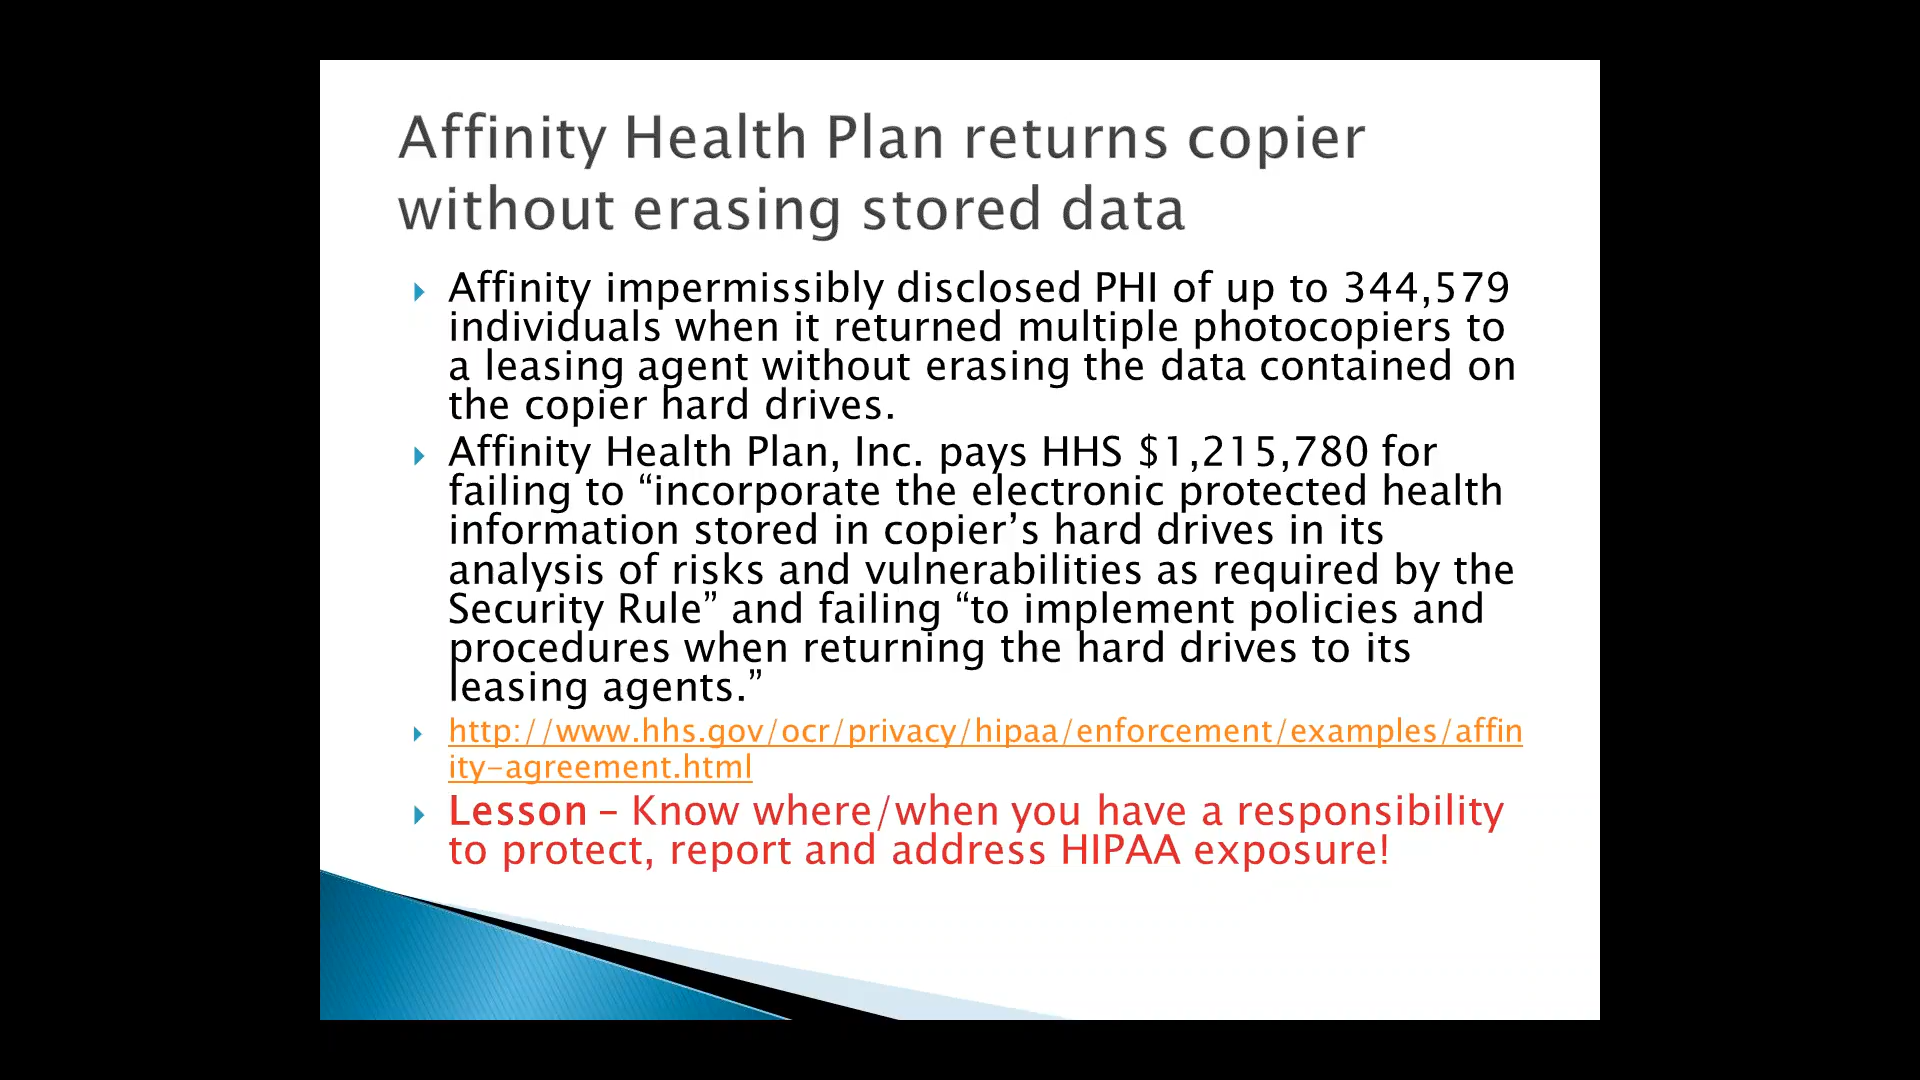 Affinity Health Plan returns copier
without erasing stored data
Affinity impermissibly disclosed PHI of up to 344,579
individuals when it returned multiple photocopiers to
a leasing agent without erasing the data contained on
the copier hard drives.
Affinity Health Plan, Inc. pays HHS $1,215,780 for
failing to “incorporate the electronic protected health
information stored in copier’s hard drives in its
analysis of risks and vulnerabilities as required by the
Security Rule” and failing “to implement policies and
procedures when returning the hard drives to its
leasing agents.”
http://www.hhs.gov/ocr/privacy/hipaa/enforcement/examples/affin
ity-agreement.html
Lesson – Know where/when you have a responsibility
to protect, report and address HIPAA exposure!